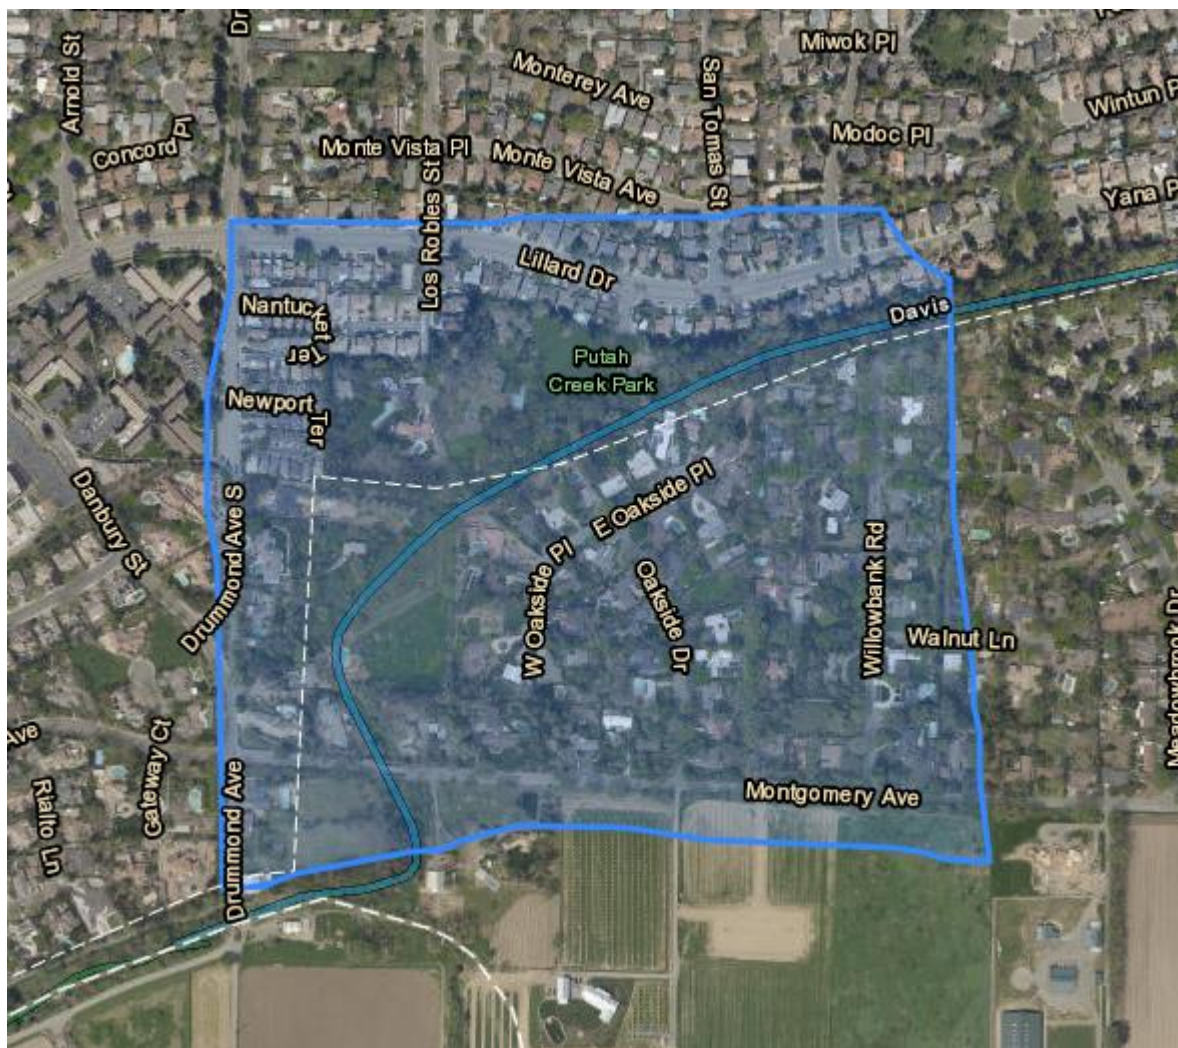 Miwok Pl
Arnold St
Monterey Ave
San Tomas St
Wintun P
Concord Pl
Modoc Pl
Monte Vista Pl
Monte Vista Ave
Yana P
Los Robles St
Lillard Dr
Nantucket Ter
Davis
Putah
Creek Park
Newport Ter
Danbury St
E Oakside Pl
Drummond Ave S
W Oakside Pl
Oakside Dr
Willowbank Rd
Walnut Ln
Meadowbrook Dr
Ave
Gateway Ct
Rialto Ln
Drummond Ave
Montgomery Ave